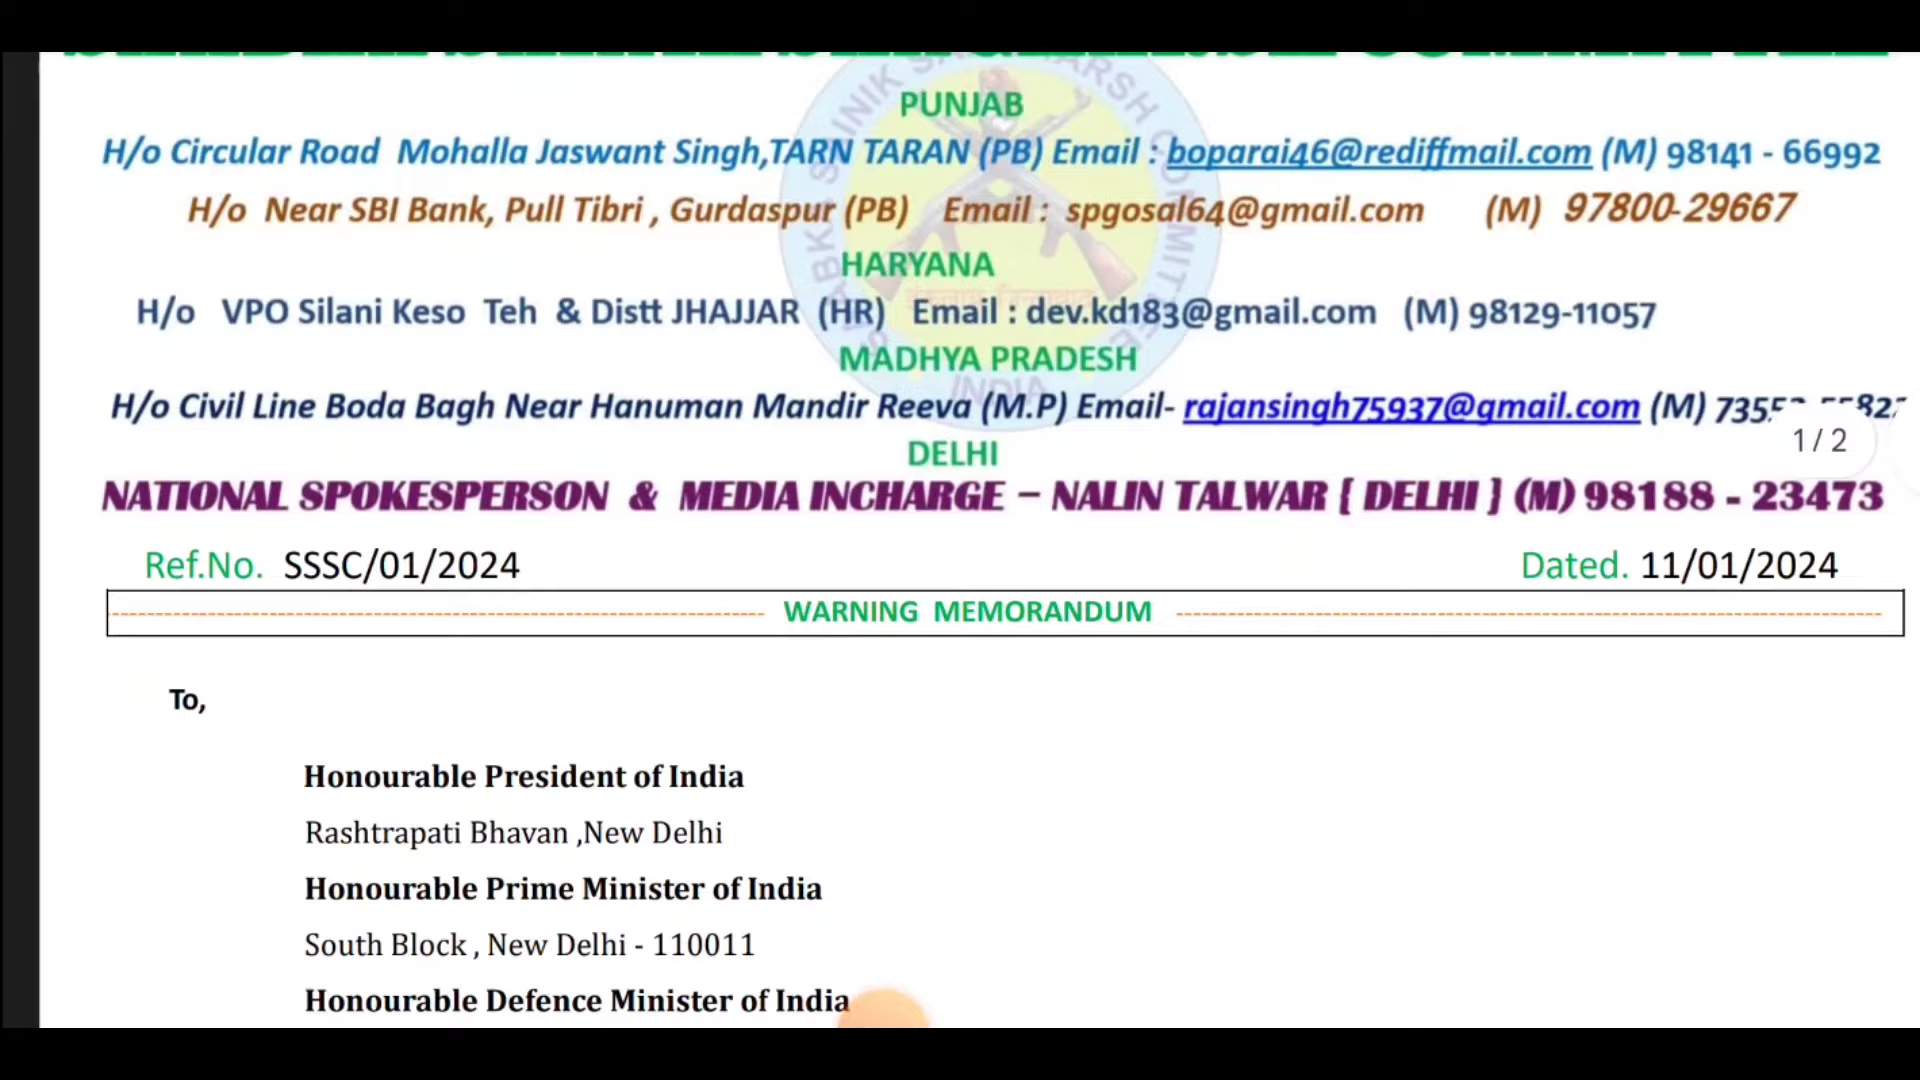 PUNJAB
H/o Circular Road Mohalla Jaswant Singh,TARN TARAN (PB) Email : boparai46@rediffmail.com (M) 98141 - 66992
H/o Near SBI Bank, Pull Tibri , Gurdaspur (PB) Email : spgosal64@gmail.com (M) 97800-29667
HARYANA
H/o VPO Silani Keso Teh & Distt JHAJJAR (HR) Email : dev.kd183@gmail.com (M) 98129-11057
MADHYA PRADESH
H/o Civil Line Boda Bagh Near Hanuman Mandir Reeva (M.P) Email- rajansingh75937@gmail.com (M)
1 / 2
DELHI
NATIONAL SPOKESPERSON & MEDIA INCHARGE – NALIN TALWAR { DELHI } (M) 98188 - 23473
Ref.No. SSSC/01/2024 Dated. 11/01/2024
WARNING MEMORANDUM
To,
Honourable President of India
Rashtrapati Bhavan ,New Delhi
Honourable Prime Minister of India
South Block , New Delhi - 110011
Honourable Defence Minister of India